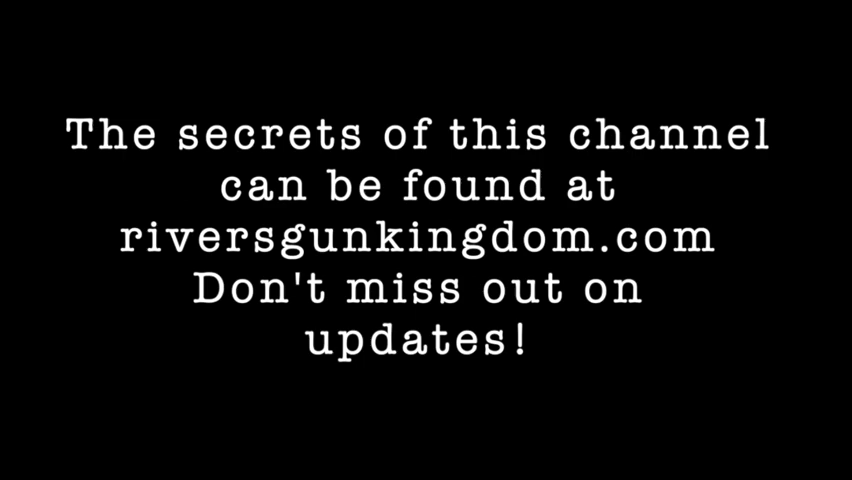 The secrets of this channel
can be found at
riversgunkingdom.com
Don't miss out on
updates!